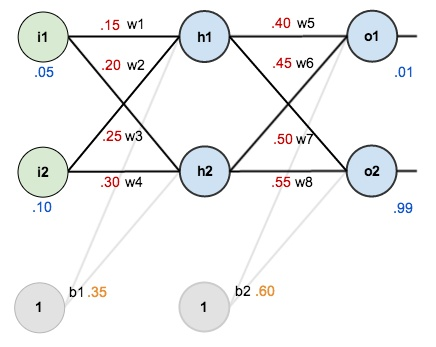 .15 w1
.40 w5
i1
h1
o1
.20 w2
.45 w6
.05
.01
.25 w3
.50 w7
i2
h2
o2
.30 w4
.55 w8
.10
.99
b1 .35
b2 .60
1
1